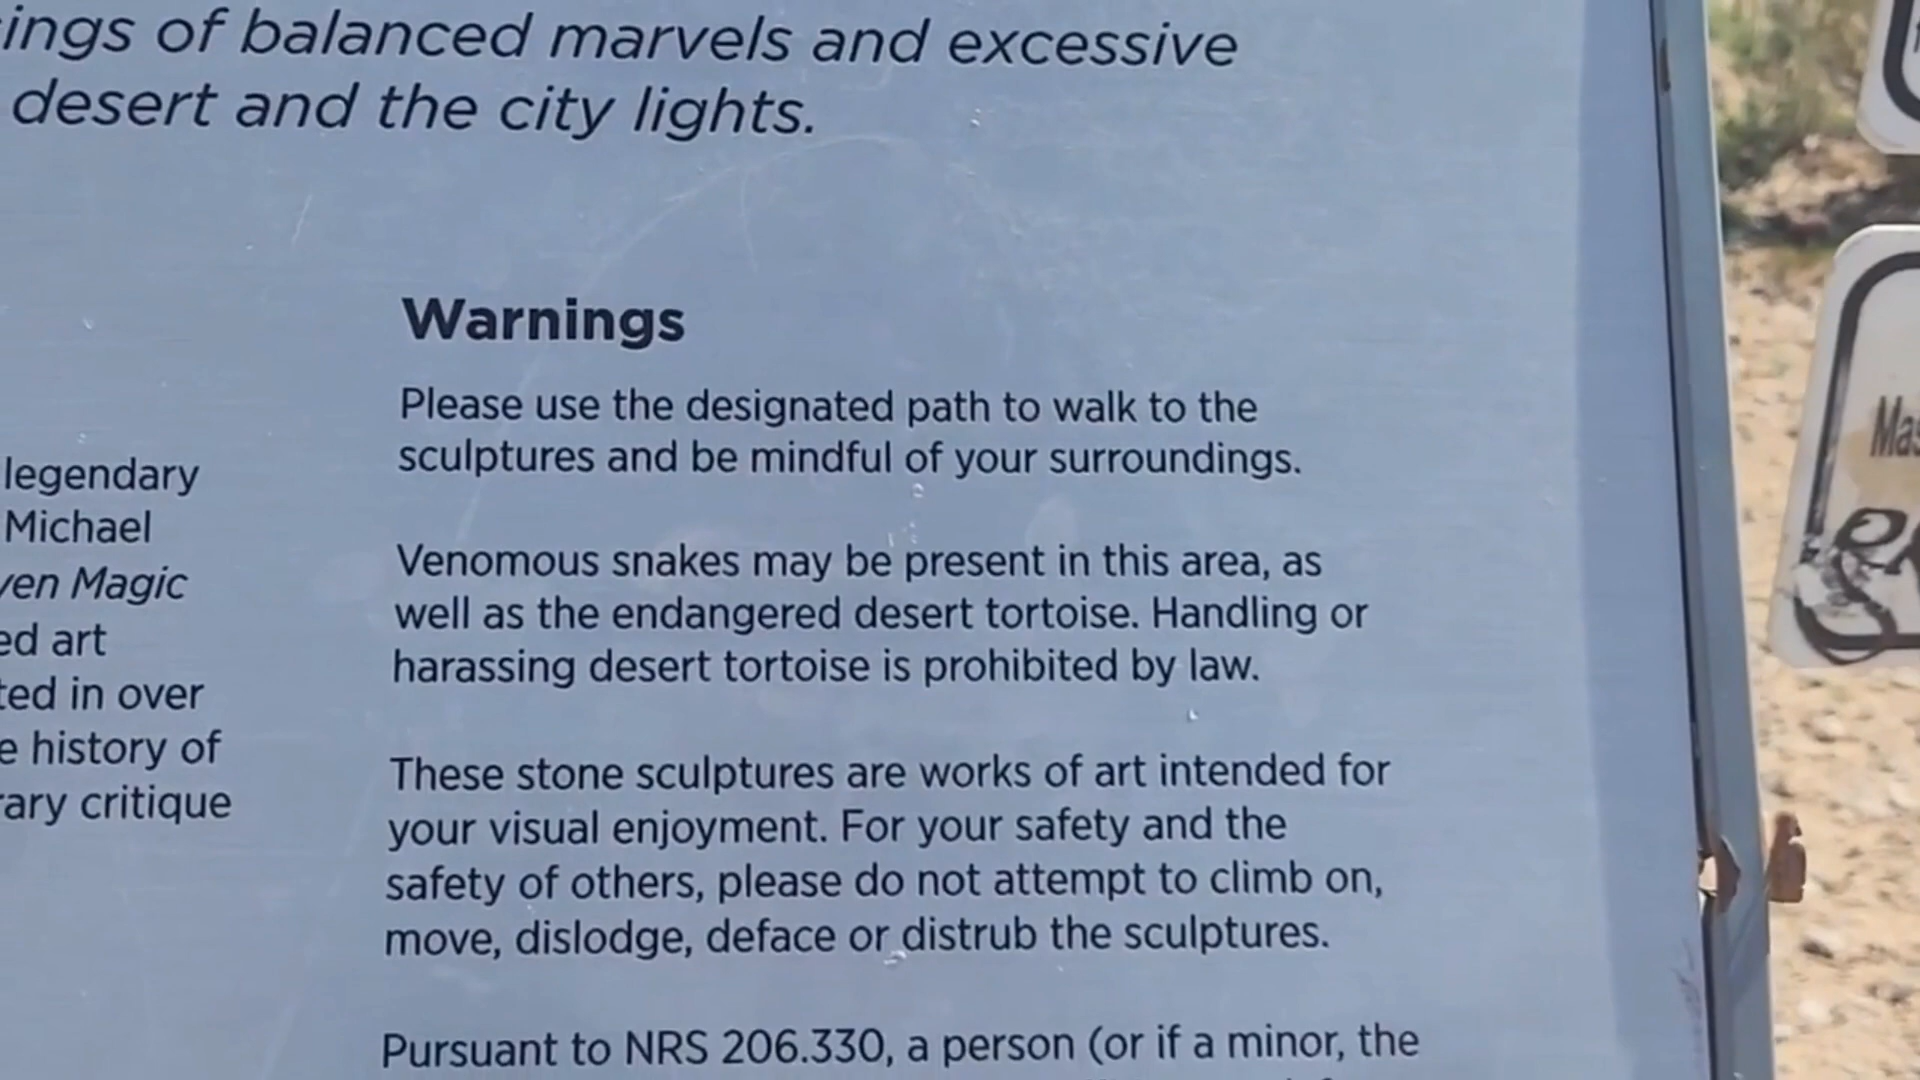 ings of balanced marvels and excessive
desert and the city lights.
legendary
Michael
ven Magic
ed art
ted in over
e history of
rary critique
Warnings
Please use the designated path to walk to the
sculptures and be mindful of your surroundings.
Venomous snakes may be present in this area, as
well as the endangered desert tortoise. Handling or
harassing desert tortoise is prohibited by law.
These stone sculptures are works of art intended for
your visual enjoyment. For your safety and the
safety of others, please do not attempt to climb on,
move, dislodge, deface or distrub the sculptures.
Pursuant to NRS 206.330, a person (or if a minor, the
Mas